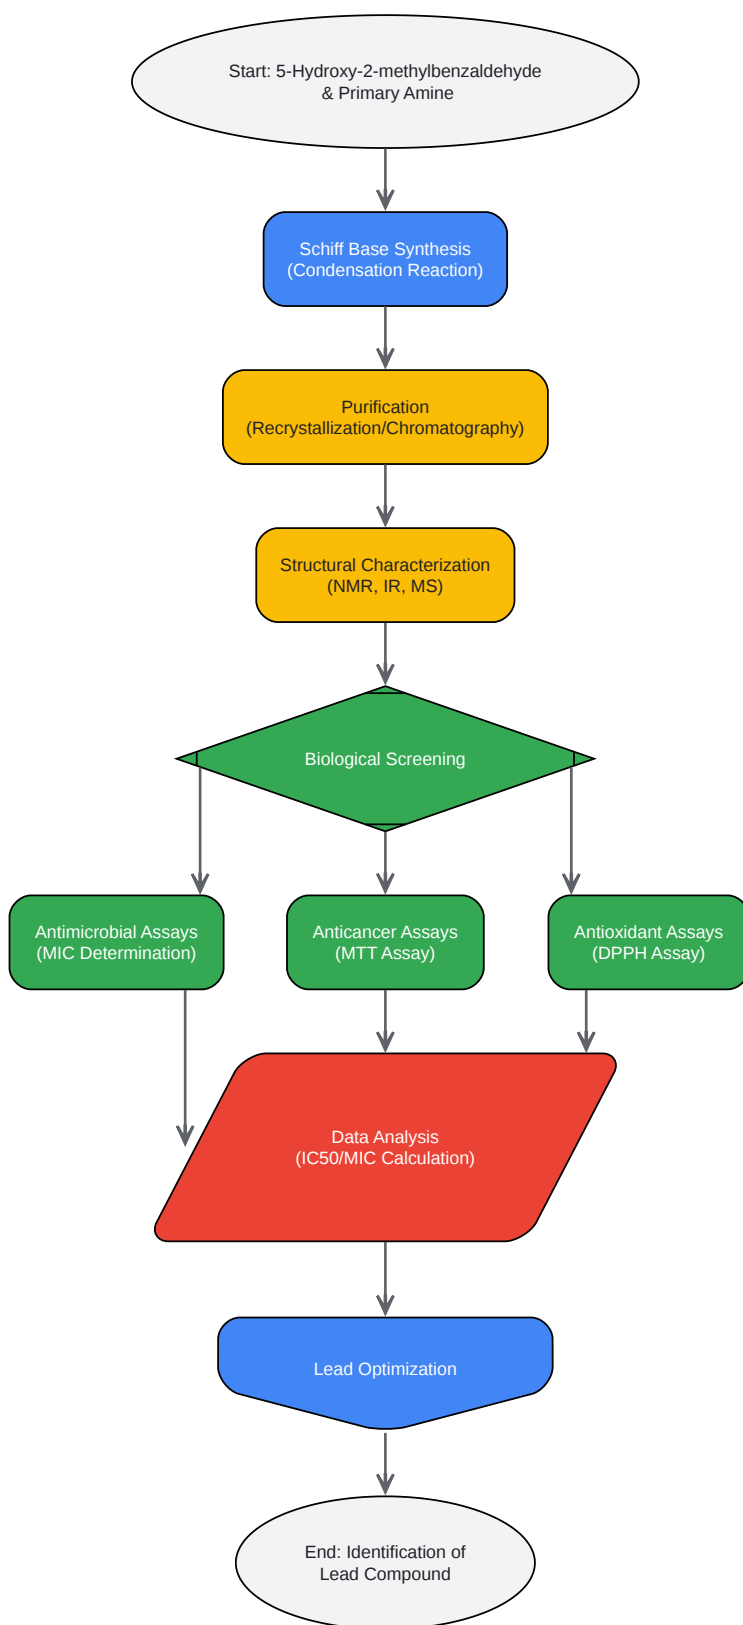 Start: 5-Hydroxy-2-methylbenzaldehyde
& Primary Amine
Schiff Base Synthesis
(Condensation Reaction)
Purification
(Recrystallization/Chromatography)
Structural Characterization
(NMR, IR, MS)
Biological Screening
Antimicrobial Assays
(MIC Determination)
Anticancer Assays
(MTT Assay)
Antioxidant Assays
(DPPH Assay)
Data Analysis
(IC50/MIC Calculation)
Lead Optimization
End: Identification of
Lead Compound